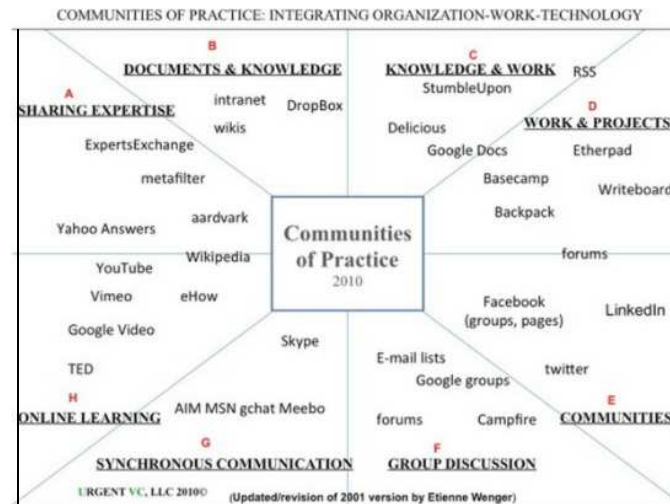 COMMUNITIES OF PRACTICE: INTEGRATING ORGANIZATION-WORK-TECHNOLOGY
B
DOCUMENTS & KNOWLEDGE
C
KNOWLEDGE & WORK
RSS
StumbleUpon
A
SHARING EXPERTISE
intranet
DropBox
wikis
D
WORK & PROJECTS
Delicious
Google Docs
Etherpad
ExpertsExchange
metafilter
Basecamp
Writeboard
Backpack
aardvark
Yahoo Answers
Communities
of Practice
2010
Wikipedia
forums
YouTube
Vimeo
eHow
Google Video
TED
Facebook
(groups, pages)
LinkedIn
Skype
E-mail lists
twitter
Google groups
H
ONLINE LEARNING
AIM MSN gchat Meebo
forums
Campfire
E
COMMUNITIES
G
SYNCHRONOUS COMMUNICATION
F
GROUP DISCUSSION
URGENT VC, LLC 2010©
(Updated/revision of 2001 version by Etienne Wenger)